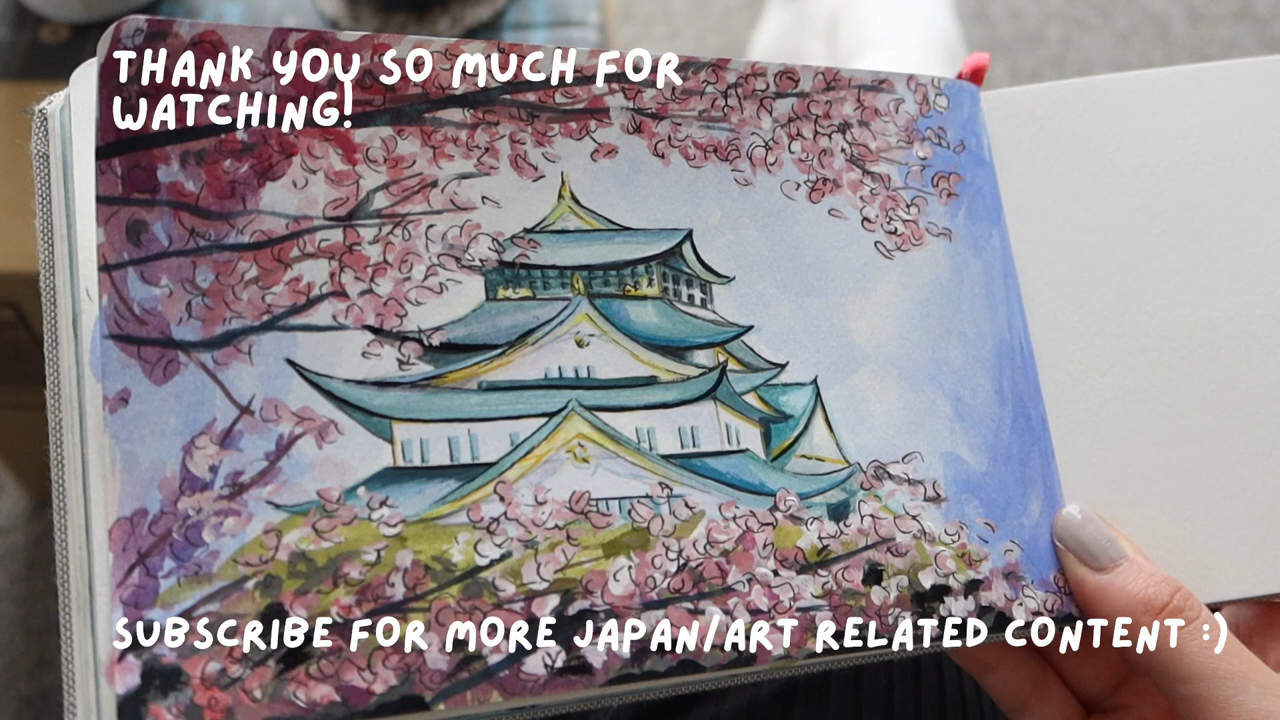 THANK YOU SO MUCH FOR
WATCHING!
SUBSCRIBE FOR MORE JAPAN/ART RELATED CONTENT :)